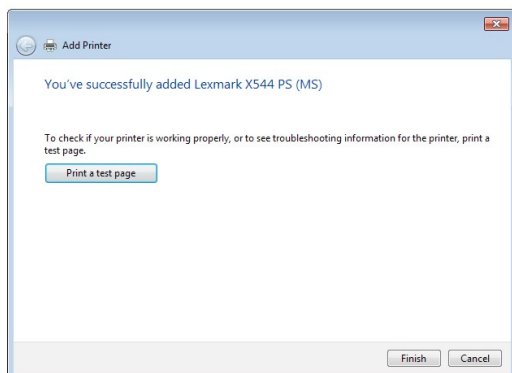 Add Printer
You've successfully added Lexmark X544 PS (MS)
To check if your printer is working properly, or to see troubleshooting information for the printer, print a
test page.
Print a test page
Finish Cancel